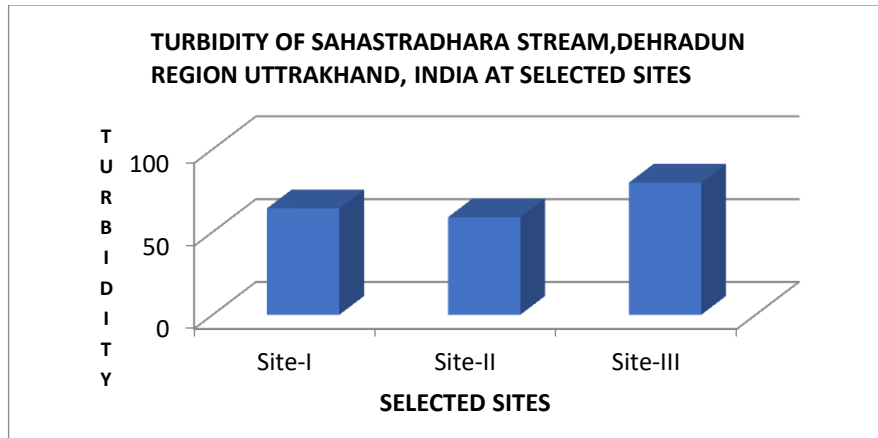 TURBIDITY OF SAHASTRADHARA STREAM,DEHRADUN
REGION UTTRAKHAND, INDIA AT SELECTED SITES
TURBIDITY
100
50
0
Site-I Site-II Site-III
SELECTED SITES